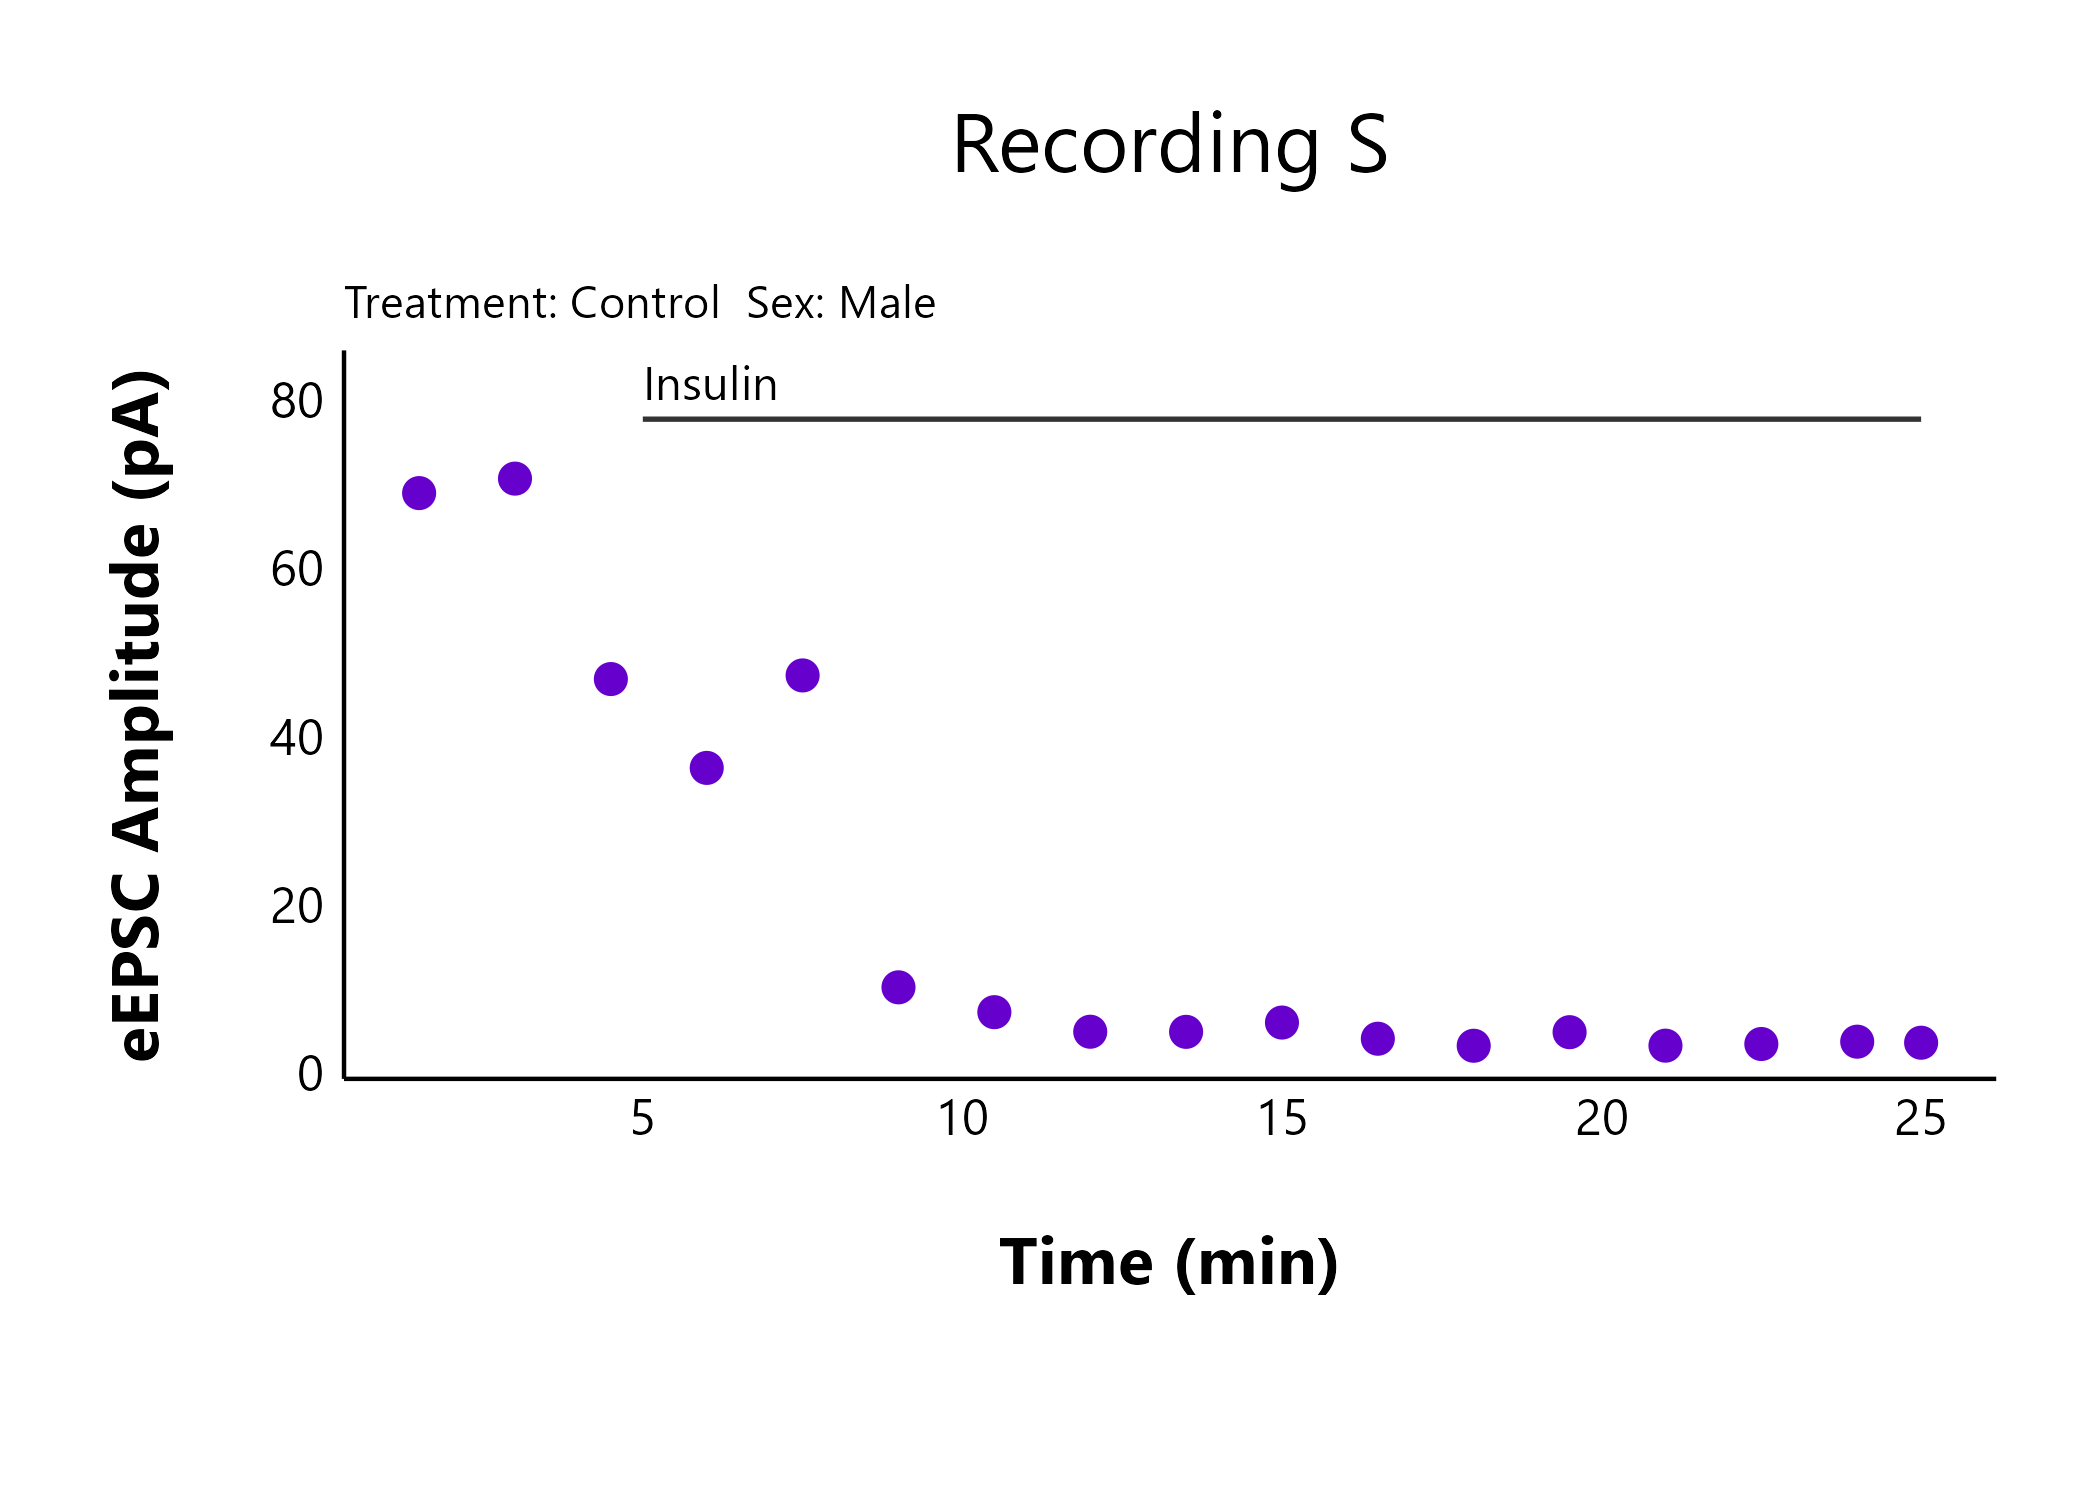 Recording S
Treatment: Control  Sex: Male
Insulin
eEPSC Amplitude (pA)
80
60
40
20
0
5 10 15 20 25
Time (min)